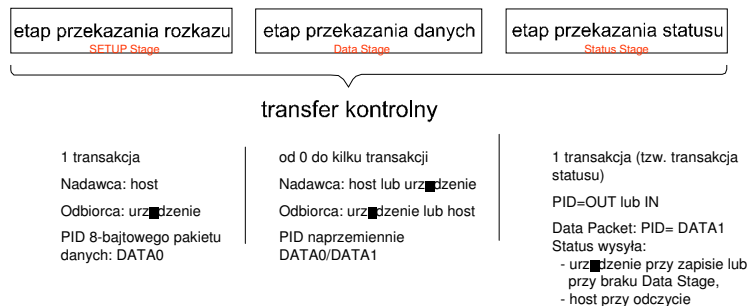 etap przekazania rozkazu
SETUP Stage
etap przekazania danych
Data Stage
etap przekazania statusu
Status Stage
transfer kontrolny
1 transakcja
Nadawca: host
Odbiorca: urz■dzenie
PID 8-bajtowego pakietu
danych: DATA0
od 0 do kilku transakcji
Nadawca: host lub urz■dzenie
Odbiorca: urz■dzenie lub host
PID naprzemiennie
DATA0/DATA1
1 transakcja (tzw. transakcja
statusu)
PID=OUT lub IN
Data Packet: PID= DATA1
Status wysyła:
- urz■dzenie przy zapisie lub
przy braku Data Stage,
- host przy odczycie